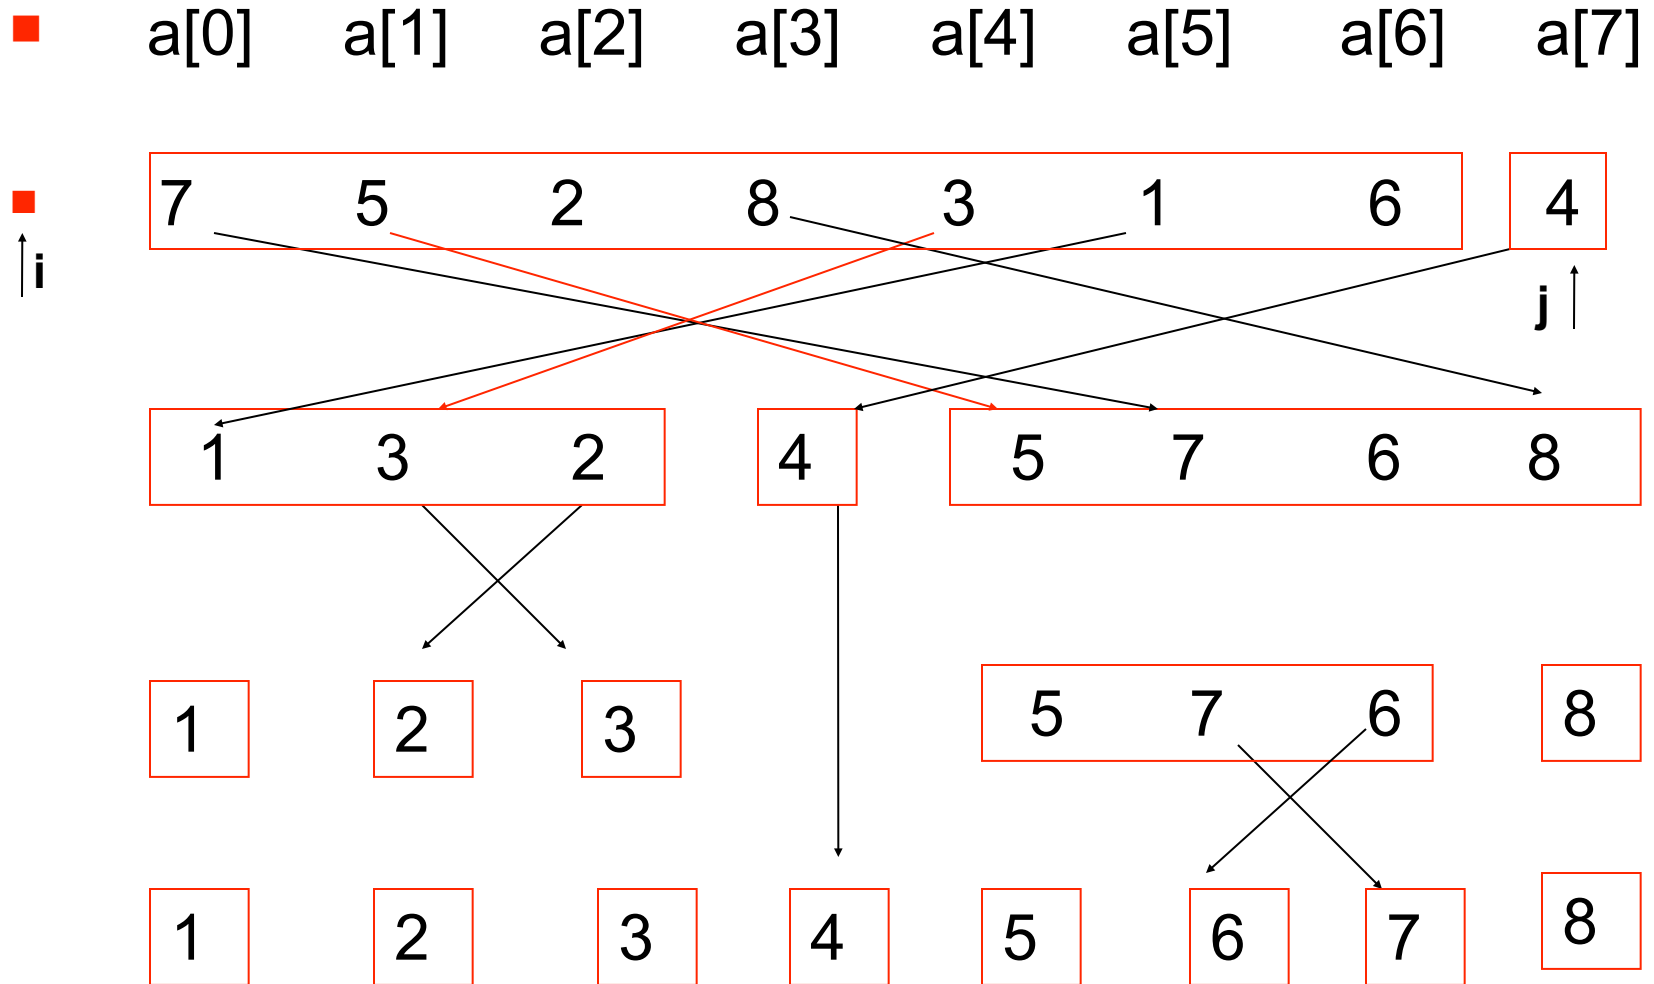 a[0] a[1] a[2] a[3] a[4] a[5] a[6] a[7]
7 5 2 8 3 1 6 4
i
j
1 3 2 4 5 7 6 8
1 2 3 5 7 6 8
1 2 3 4 5 6 7 8